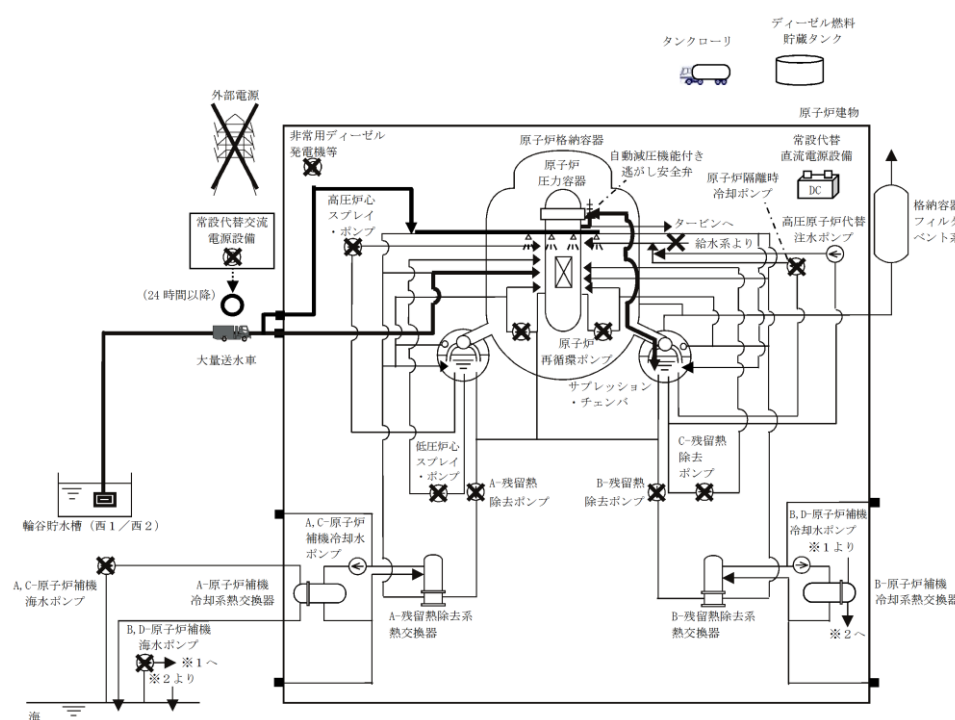 ディーゼル燃料
貯蔵タンク
タンクローリ
外部電源
原子炉建物
非常用ディーゼル
発電機等
原子炉格納容器
原子炉
圧力容器
自動減圧機能付き
逃がし安全弁
常設代替
直流電源設備
DC
原子炉隔離時
冷却ポンプ
高圧炉心
スプレイ
・ポンプ
タービンへ
給水系より
高圧原子炉代替
注水ポンプ
格納容器
フィルタ
ベント系
常設代替交流
電源設備
(24時間以降)
大量送水車
原子炉
再循環ポンプ
サプレッション
・チェンバ
低圧炉心
スプレイ
・ポンプ
A-残留熱
除去ポンプ
B-残留熱
除去ポンプ
C-残留熱
除去
ポンプ
輪谷貯水槽（西1／西2）
A,C-原子炉
補機冷却水
ポンプ
B,D-原子炉補機
冷却水ポンプ
※1より
A,C-原子炉補機
海水ポンプ
A-原子炉補機
冷却系熱交換器
A-残留熱除去系
熱交換器
B-残留熱除去系
熱交換器
B-原子炉補機
冷却系熱交換器
※2へ
B,D-原子炉補機
海水ポンプ
※1へ
※2より
海